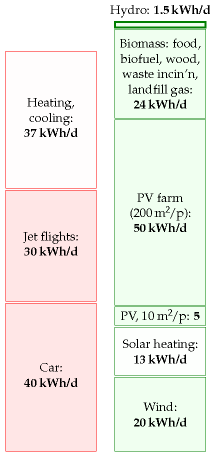 Hydro: 1.5 kWh/d
Biomass: food,
biofuel, wood,
waste incin'n,
landfill gas:
24 kWh/d
Heating,
cooling:
37 kWh/d
PV farm
(200 m²/p):
50 kWh/d
Jet flights:
30 kWh/d
PV, 10 m²/p: 5
Car:
40 kWh/d
Solar heating:
13 kWh/d
Wind:
20 kWh/d